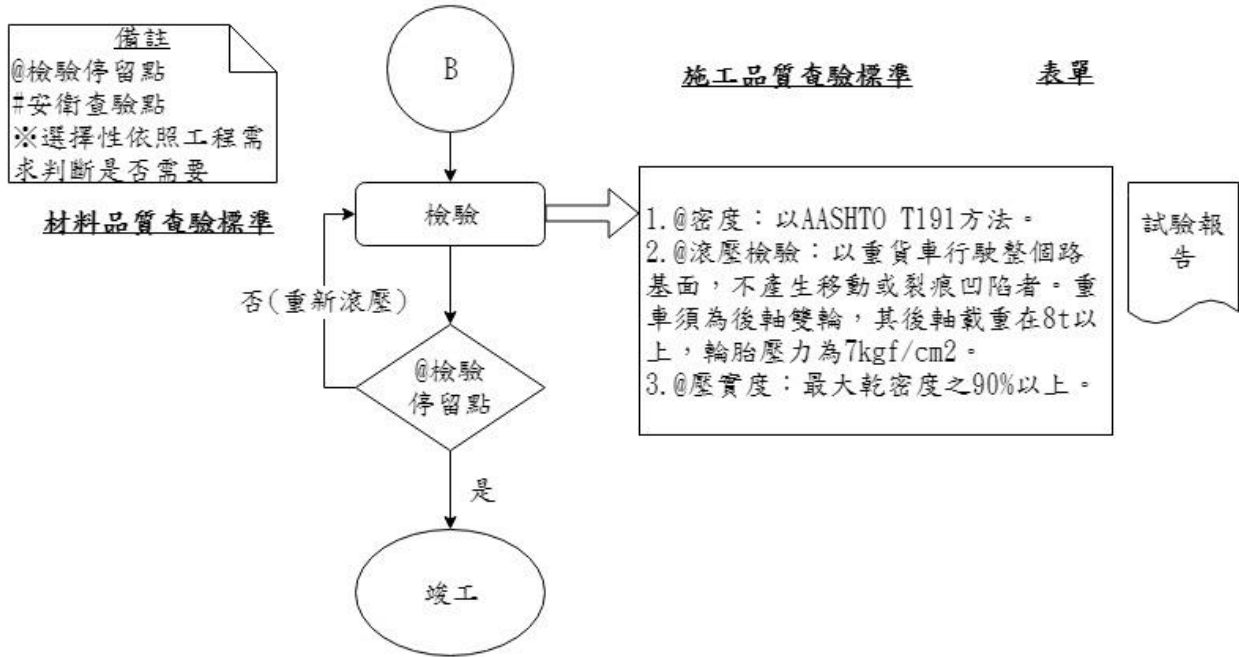 備註
@檢驗停留點
#安衛查驗點
※選擇性依照工程需
求判斷是否需要
B
施工品質查驗標準
表單
材料品質查驗標準
檢驗
1.@密度：以AASHTO T191方法。
2.@滾壓檢驗：以重貨車行駛整個路
基面，不產生移動或裂痕凹陷者。重
車須為後軸雙輪，其後軸載重在8t以
上，輪胎壓力為7kgf/cm2。
3.@壓實度：最大乾密度之90%以上。
試驗報
告
否(重新滾壓)
@檢驗
停留點
是
竣工